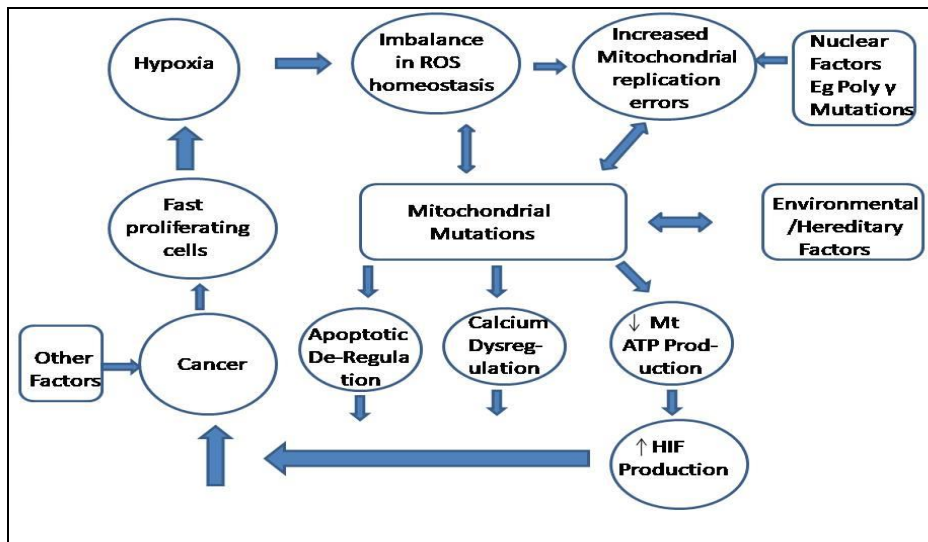 Hypoxia
Imbalance
in ROS
homeostasis
Increased
Mitochondrial
replication
errors
Nuclear
Factors
Eg Poly γ
Mutations
Fast
proliferating
cells
Mitochondrial
Mutations
Environmental
/Hereditary
Factors
Other
Factors
Cancer
Apoptotic
De-Regula
tion
Calcium
Dysreg-
ulation
↓ Mt
ATP Prod-
uction
↑ HIF
Production